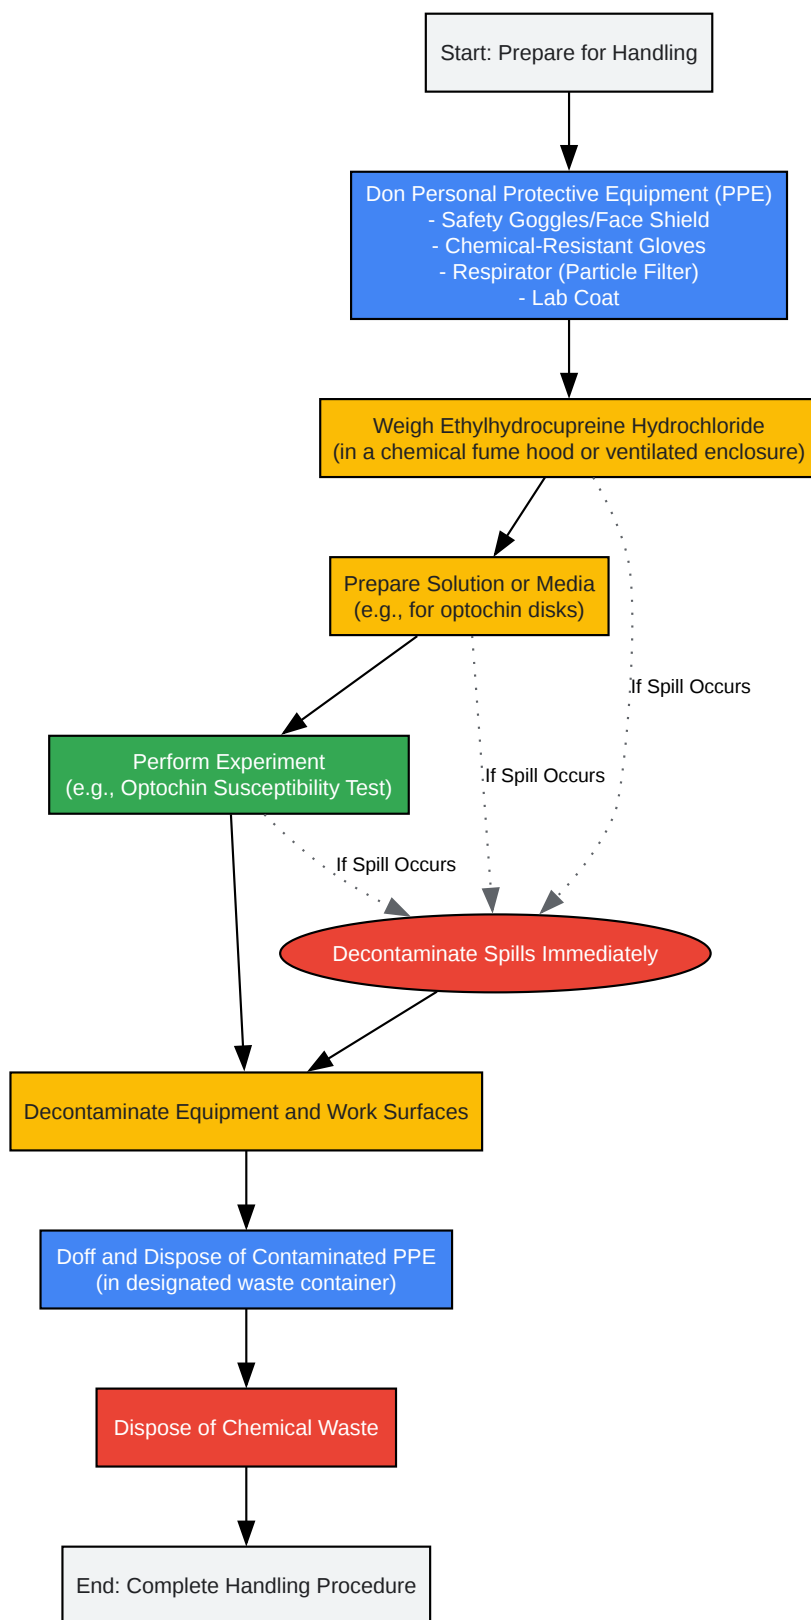 Start: Prepare for Handling
Don Personal Protective Equipment (PPE)
- Safety Goggles/Face Shield
- Chemical-Resistant Gloves
- Respirator (Particle Filter)
- Lab Coat
Weigh Ethylhydrocupreine Hydrochloride
(in a chemical fume hood or ventilated enclosure)
Prepare Solution or Media
(e.g., for optochin disks)
If Spill Occurs
Perform Experiment
(e.g., Optochin Susceptibility Test)
If Spill Occurs
If Spill Occurs
Decontaminate Spills Immediately
Decontaminate Equipment and Work Surfaces
Doff and Dispose of Contaminated PPE
(in designated waste container)
Dispose of Chemical Waste
End: Complete Handling Procedure